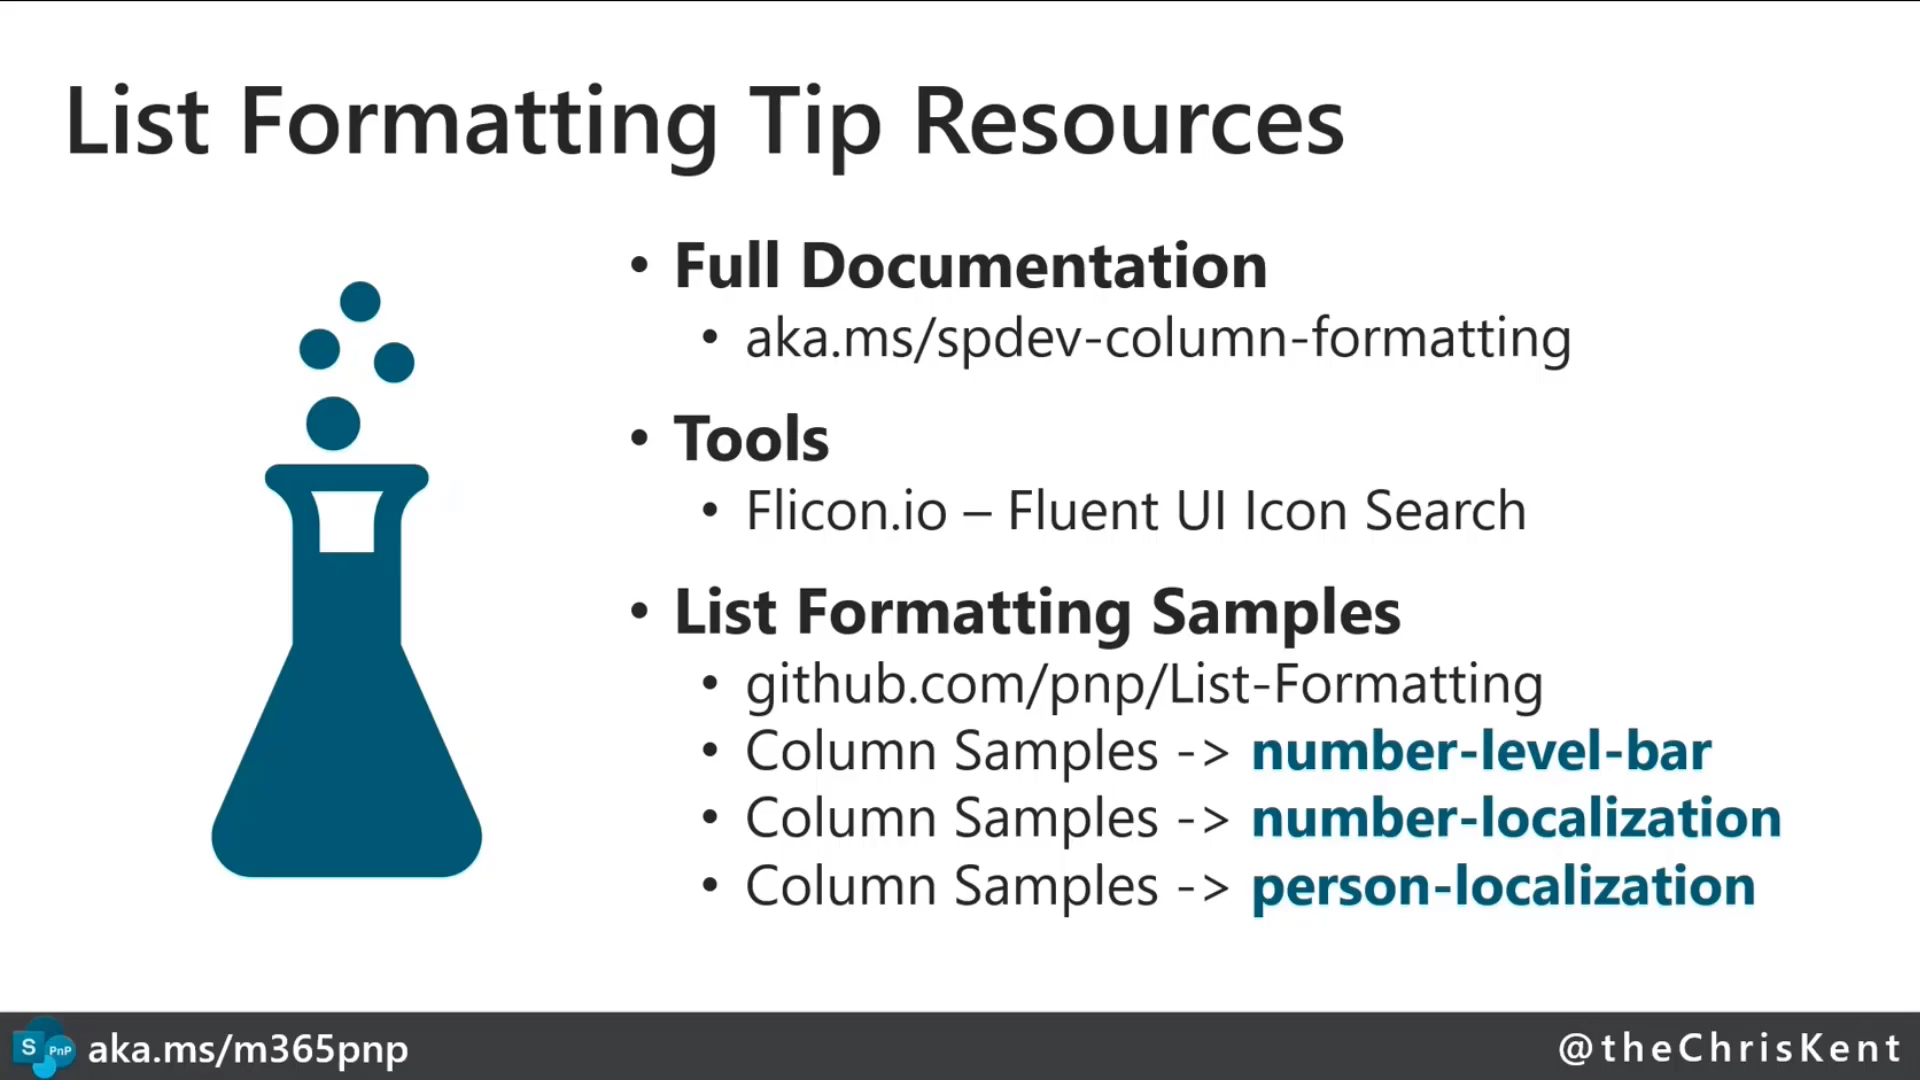 List Formatting Tip Resources
• Full Documentation
• aka.ms/spdev-column-formatting
• Tools
• Flicon.io – Fluent UI Icon Search
• List Formatting Samples
• github.com/pnp/List-Formatting
• Column Samples -> number-level-bar
• Column Samples -> number-localization
• Column Samples -> person-localization
S PnP aka.ms/m365pnp
@theChrisKent